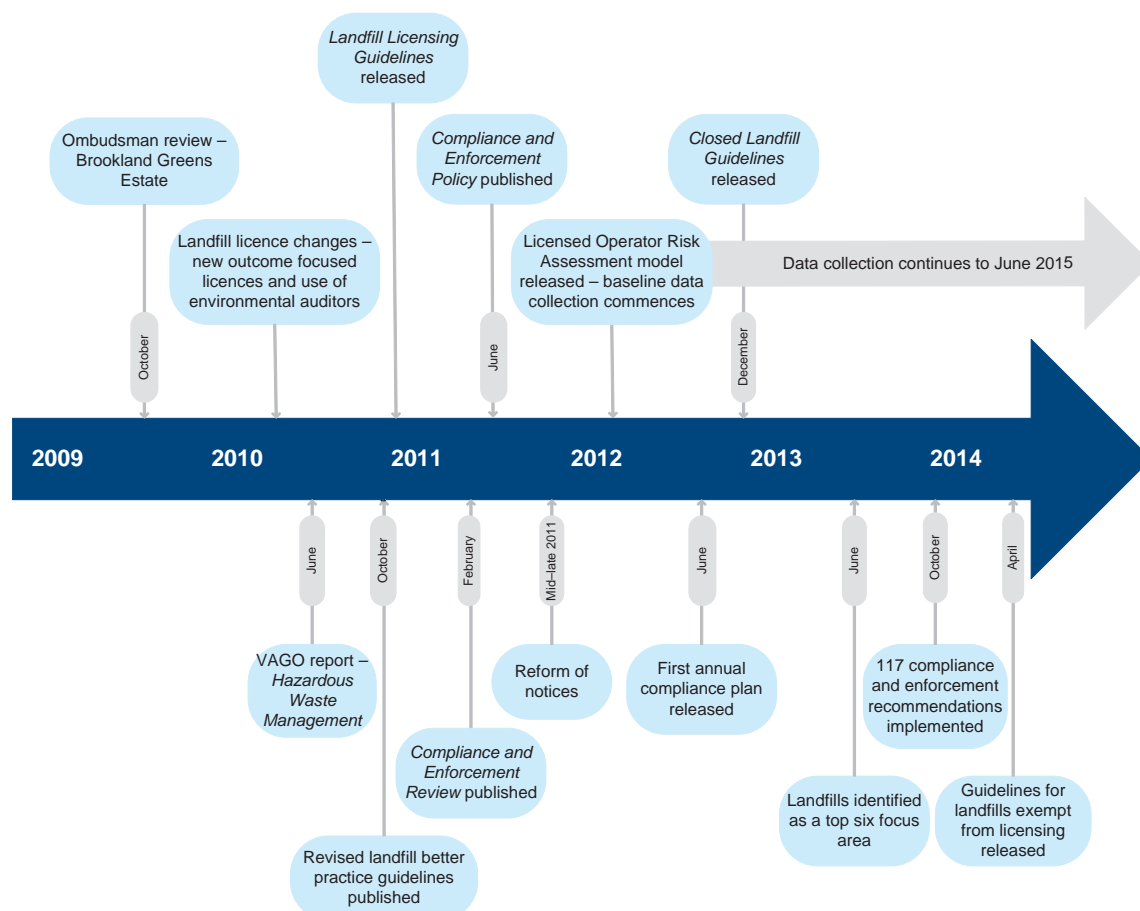 Landfill Licensing
Guidelines
released
Ombudsman review –
Brookland Greens
Estate
Compliance and
Enforcement
Policy published
Closed Landfill
Guidelines
released
Landfill licence changes –
new outcome focused
licences and use of
environmental auditors
Licensed Operator Risk
Assessment model
released – baseline data
collection commences
Data collection continues to June 2015
October
June
December
2009
2010
2011
2012
2013
2014
June
October
February
Mid–late 2011
June
June
October
April
VAGO report –
Hazardous
Waste
Management
Reform of
notices
First annual
compliance plan
released
117 compliance
and enforcement
recommendations
implemented
Compliance and
Enforcement
Review published
Landfills identified
as a top six focus
area
Guidelines for
landfills exempt
from licensing
released
Revised landfill better
practice guidelines
published